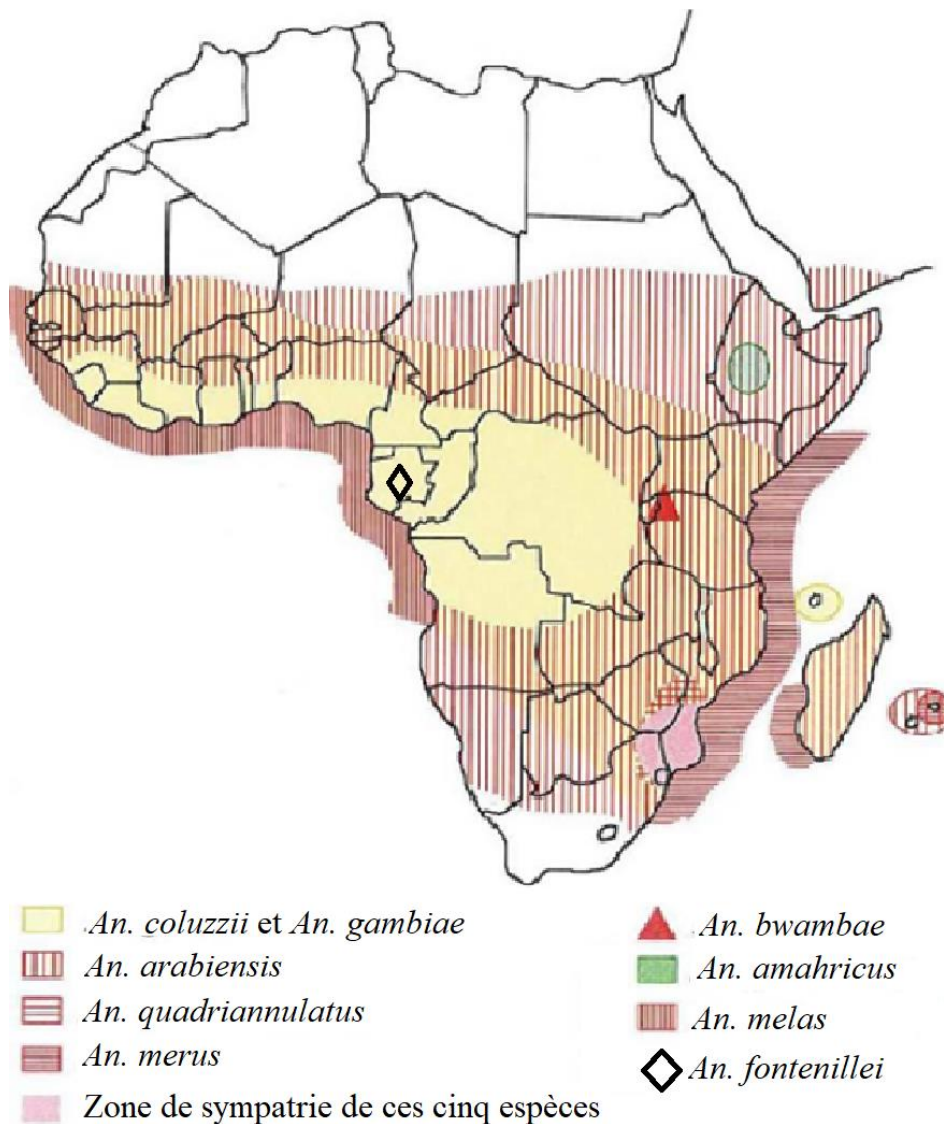 An. coluzzii et An. gambiae
An. arabiensis
An. quadriannulatus
An. merus
Zone de sympatrie de ces cinq espèces
An. bwambae
An. amahricus
An. melas
An. fontenillei